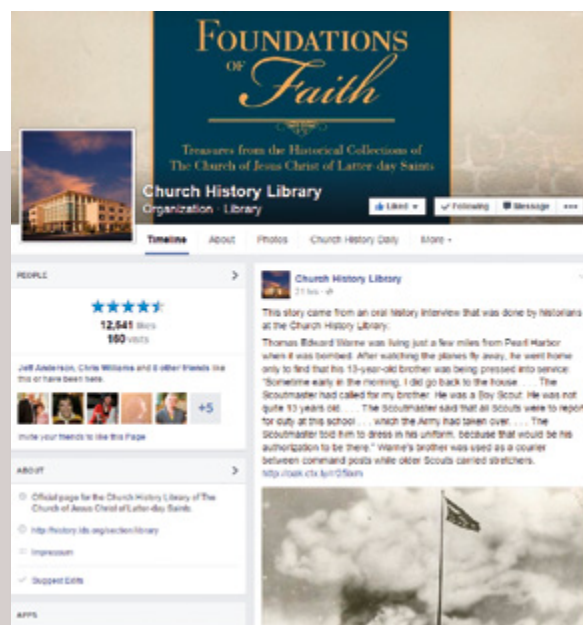 FOUNDATIONS
OF
Faith
Treasures from the Historical Collections of
The Church of Jesus Christ of Latter-day Saints
Church History Library
Organization · Library
Liked
Following
Message
Timeline
About
Photos
Church History Daily
More
PEOPLE
12,541 likes
160 visits
Jeff Anderson, Chris Williams and 8 other friends like
this or have been here.
+5
Invite your friends to like this Page
ABOUT
Official page for the Church History Library of The
Church of Jesus Christ of Latter-day Saints.
http://history.lds.org/section/library
Impressum
Suggest Edits
APPS
Church History Library
21 hrs
This story came from an oral history interview that was done by historians
at the Church History Library:
Thomas Edward Warne was living just a few miles from Pearl Harbor
when it was bombed. After watching the planes fly away, he went home
only to find that his 13-year-old brother was being pressed into service:
"Sometime early in the morning, I did go back to the house. . . . The
Scoutmaster had called for my brother. He was a Boy Scout. He was not
quite 13 years old. . . . The Scoutmaster said that all Scouts were to report
for duty at this school . . . which the Army had taken over. . . . The
Scoutmaster told him to dress in his uniform, because that would be his
authorization to be there." Warne's brother was used as a courier
between command posts while older Scouts carried stretchers.